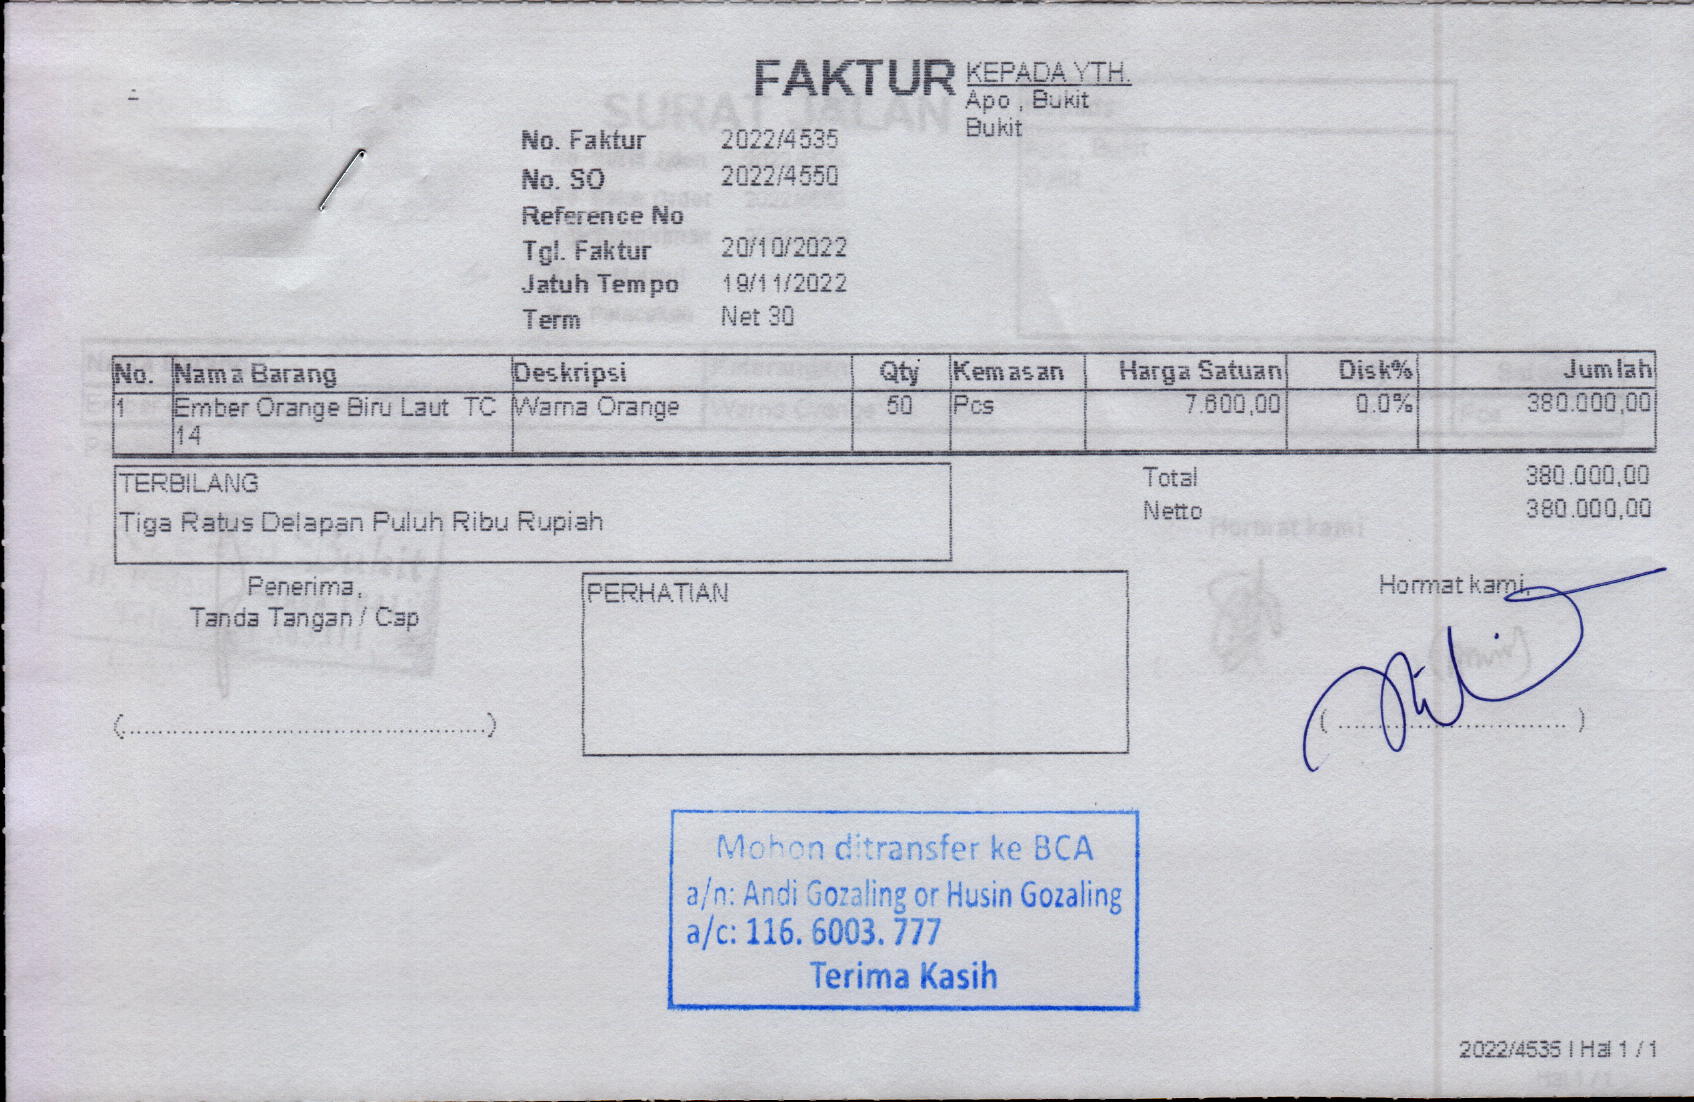 FAKTUR
KEPADA YTH.
Apo , Bukit
Bukit
No. Faktur 2022/4535
No. SO 2022/4550
Reference No
Tgl. Faktur 20/10/2022
Jatuh Tempo 19/11/2022
Term Net 30
No. Nama Barang Deskripsi Qty Kemasan Harga Satuan Disk% Jumlah
1 Ember Orange Biru Laut TC Warna Orange 50 Pcs 7.600,00 0.0% 380.000,00
14
TERBILANG
Tiga Ratus Delapan Puluh Ribu Rupiah
Total 380.000,00
Netto 380.000,00
Penerima,
Tanda Tangan / Cap
(..................................................)
PERHATIAN
Hormat kami,
( ................................ )
Mohon ditransfer ke BCA
a/n: Andi Gozaling or Husin Gozaling
a/c: 116. 6003. 777
Terima Kasih
2022/4535 | Hal 1 / 1
SURAT JALAN
Hormat kami